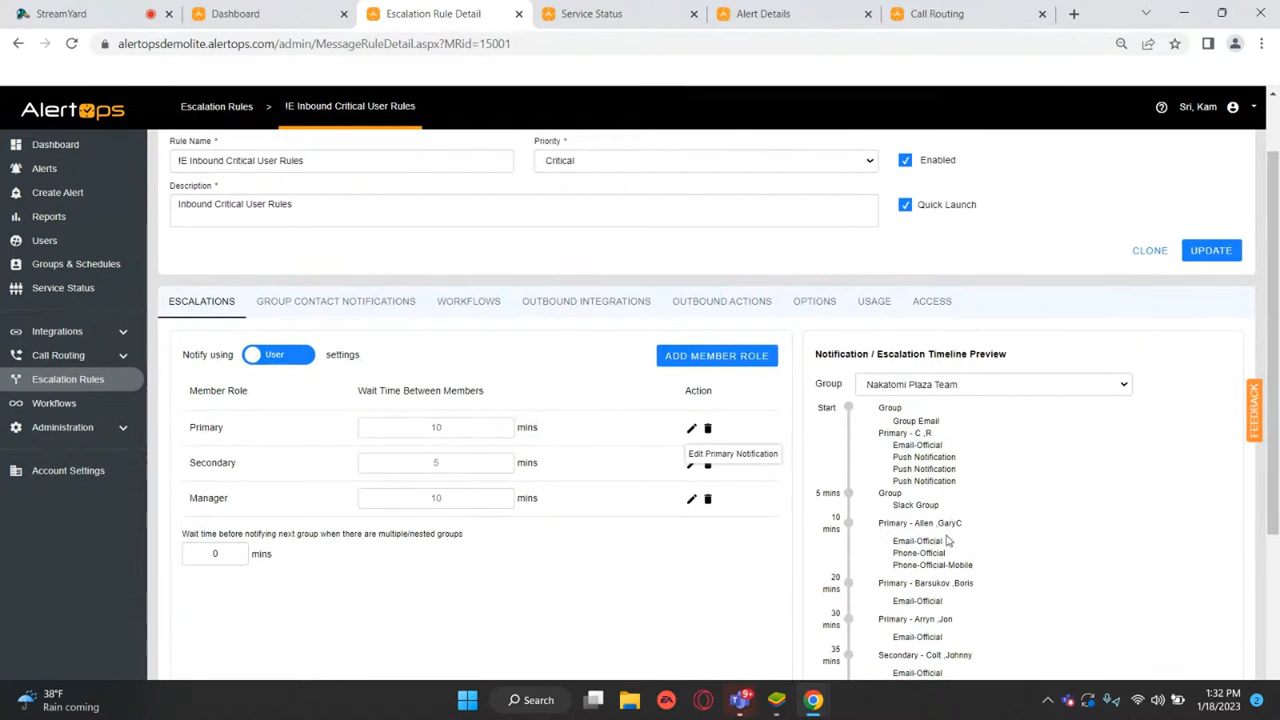 StreamYard
Dashboard
Escalation Rule Detail
Service Status
Alert Details
Call Routing
alertopsdemolite.alertops.com/admin/MessageRuleDetail.aspx?MRid=15001
AlertOps
Escalation Rules > !E Inbound Critical User Rules
Sri, Kam
Dashboard
Alerts
Create Alert
Reports
Users
Groups & Schedules
Service Status
Integrations
Call Routing
Escalation Rules
Workflows
Administration
Account Settings
Rule Name *
Priority *
!E Inbound Critical User Rules
Critical
Enabled
Description *
Inbound Critical User Rules
Quick Launch
CLONE
UPDATE
ESCALATIONS
GROUP CONTACT NOTIFICATIONS
WORKFLOWS
OUTBOUND INTEGRATIONS
OUTBOUND ACTIONS
OPTIONS
USAGE
ACCESS
Notify using User settings
ADD MEMBER ROLE
Member Role
Wait Time Between Members
Action
Primary 10 mins
Edit Primary Notification
Secondary 5 mins
Manager 10 mins
Wait time before notifying next group when there are multiple/nested groups
0 mins
Notification / Escalation Timeline Preview
Group Nakatomi Plaza Team
Start Group
Group Email
Primary - C ,R
Email-Official
Push Notification
Push Notification
Push Notification
5 mins Group
Slack Group
10 mins Primary - Allen ,GaryC
Email-Official
Phone-Official
Phone-Official-Mobile
20 mins Primary - Barsukov ,Boris
Email-Official
30 mins Primary - Arryn ,Jon
Email-Official
35 mins Secondary - Colt ,Johnny
Email-Official
FEEDBACK
38°F
Rain coming
Search
9+
1:32 PM
1/18/2023
2